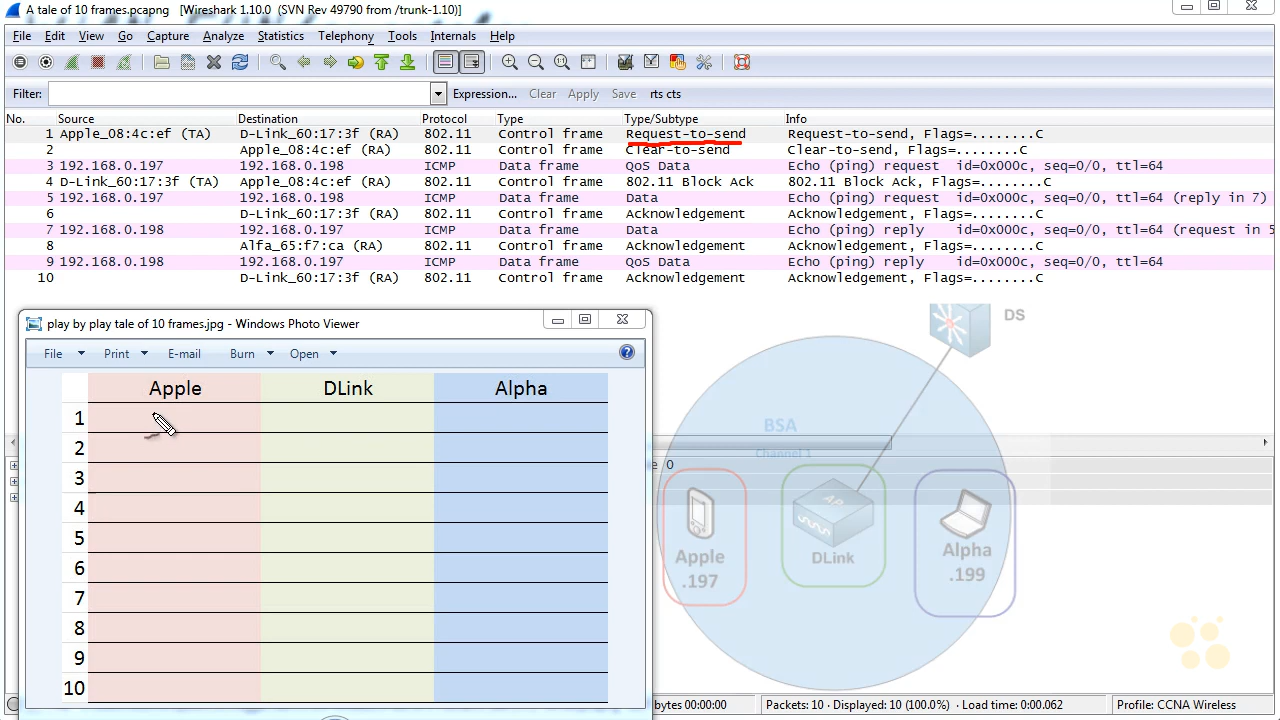 A tale of 10 frames.pcapng [Wireshark 1.10.0 (SVN Rev 49790 from /trunk-1.10)]
File Edit View Go Capture Analyze Statistics Telephony Tools Internals Help
Filter: Expression... Clear Apply Save rts cts
No. Source Destination Protocol Type Type/Subtype Info
1 Apple_08:4c:ef (TA) D-Link_60:17:3f (RA) 802.11 Control frame Request-to-send Request-to-send, Flags=........C
2 Apple_08:4c:ef (RA) 802.11 Control frame Clear-to-send Clear-to-send, Flags=........C
3 192.168.0.197 192.168.0.198 ICMP Data frame QoS Data Echo (ping) request id=0x000c, seq=0/0, ttl=64
4 D-Link_60:17:3f (TA) Apple_08:4c:ef (RA) 802.11 Control frame 802.11 Block Ack 802.11 Block Ack, Flags=........C
5 192.168.0.197 192.168.0.198 ICMP Data frame Data Echo (ping) request id=0x000c, seq=0/0, ttl=64 (reply in 7)
6 D-Link_60:17:3f (RA) 802.11 Control frame Acknowledgement Acknowledgement, Flags=........C
7 192.168.0.198 192.168.0.197 ICMP Data frame Data Echo (ping) reply id=0x000c, seq=0/0, ttl=64 (request in 5
8 Alfa_65:f7:ca (RA) 802.11 Control frame Acknowledgement Acknowledgement, Flags=........C
9 192.168.0.198 192.168.0.197 ICMP Data frame QoS Data Echo (ping) reply id=0x000c, seq=0/0, ttl=64
10 D-Link_60:17:3f (RA) 802.11 Control frame Acknowledgement Acknowledgement, Flags=........C
play by play tale of 10 frames.jpg - Windows Photo Viewer
File Print E-mail Burn Open
Apple DLink Alpha
1
2
3
4
5
6
7
8
9
10
DS
BSA
Channel 1
e 0
AP
Apple
.197
DLink
Alpha
.199
bytes 00:00:00 Packets: 10 · Displayed: 10 (100.0%) · Load time: 0:00.062 Profile: CCNA Wireless